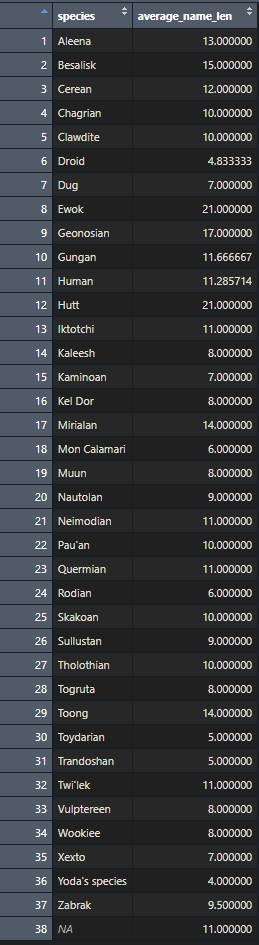 species average_name_len
1 Aleena 13.000000
2 Besalisk 15.000000
3 Cerean 12.000000
4 Chagrian 10.000000
5 Clawdite 10.000000
6 Droid 4.833333
7 Dug 7.000000
8 Ewok 21.000000
9 Geonosian 17.000000
10 Gungan 11.666667
11 Human 11.285714
12 Hutt 21.000000
13 Iktotchi 11.000000
14 Kaleesh 8.000000
15 Kaminoan 7.000000
16 Kel Dor 8.000000
17 Mirialan 14.000000
18 Mon Calamari 6.000000
19 Muun 8.000000
20 Nautolan 9.000000
21 Neimodian 11.000000
22 Pau'an 10.000000
23 Quermian 11.000000
24 Rodian 6.000000
25 Skakoan 10.000000
26 Sullustan 9.000000
27 Tholothian 10.000000
28 Togruta 8.000000
29 Toong 14.000000
30 Toydarian 5.000000
31 Trandoshan 5.000000
32 Twi'lek 11.000000
33 Vulptereen 8.000000
34 Wookiee 8.000000
35 Xexto 7.000000
36 Yoda's species 4.000000
37 Zabrak 9.500000
38 NA 11.000000